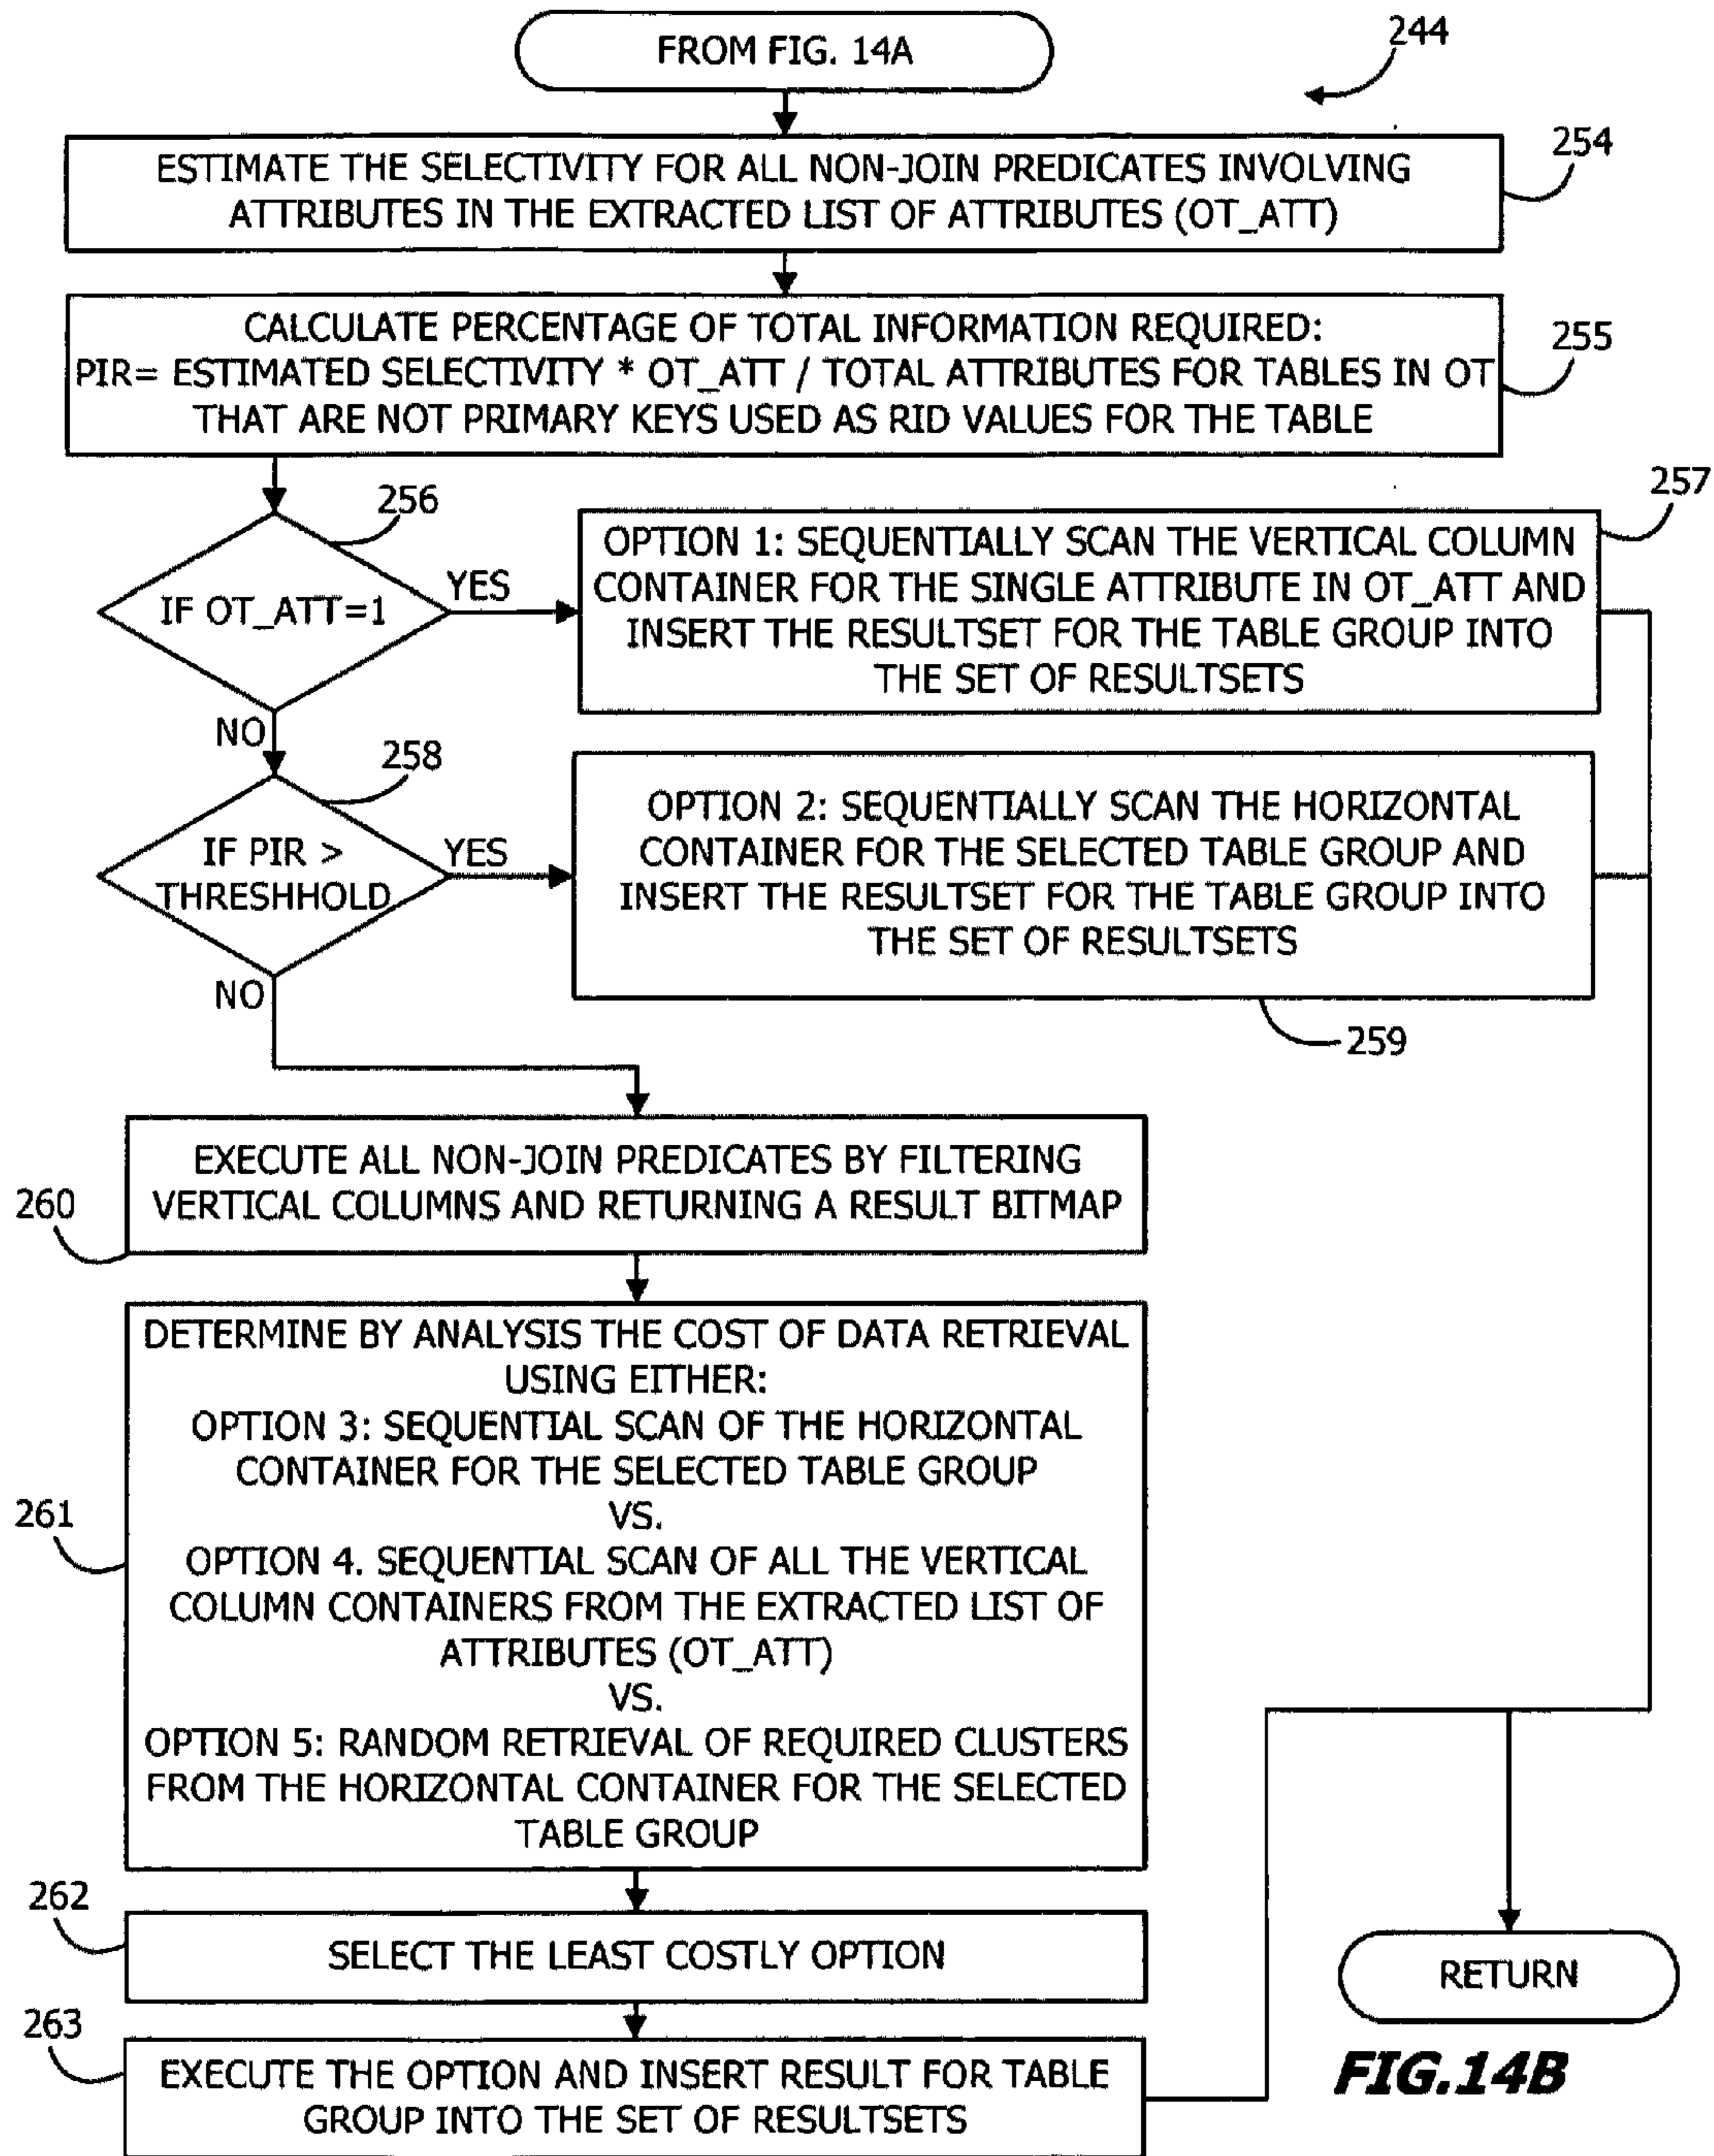 FROM FIG. 14A
244
ESTIMATE THE SELECTIVITY FOR ALL NON-JOIN PREDICATES INVOLVING
ATTRIBUTES IN THE EXTRACTED LIST OF ATTRIBUTES (OT_ATT)
254
CALCULATE PERCENTAGE OF TOTAL INFORMATION REQUIRED:
PIR= ESTIMATED SELECTIVITY * OT_ATT / TOTAL ATTRIBUTES FOR TABLES IN OT
THAT ARE NOT PRIMARY KEYS USED AS RID VALUES FOR THE TABLE
255
256
IF OT_ATT=1
YES
NO
OPTION 1: SEQUENTIALLY SCAN THE VERTICAL COLUMN
CONTAINER FOR THE SINGLE ATTRIBUTE IN OT_ATT AND
INSERT THE RESULTSET FOR THE TABLE GROUP INTO
THE SET OF RESULTSETS
257
258
IF PIR >
THRESHHOLD
YES
NO
OPTION 2: SEQUENTIALLY SCAN THE HORIZONTAL
CONTAINER FOR THE SELECTED TABLE GROUP AND
INSERT THE RESULTSET FOR THE TABLE GROUP INTO
THE SET OF RESULTSETS
259
EXECUTE ALL NON-JOIN PREDICATES BY FILTERING
VERTICAL COLUMNS AND RETURNING A RESULT BITMAP
260
DETERMINE BY ANALYSIS THE COST OF DATA RETRIEVAL
USING EITHER:
OPTION 3: SEQUENTIAL SCAN OF THE HORIZONTAL
CONTAINER FOR THE SELECTED TABLE GROUP
VS.
OPTION 4. SEQUENTIAL SCAN OF ALL THE VERTICAL
COLUMN CONTAINERS FROM THE EXTRACTED LIST OF
ATTRIBUTES (OT_ATT)
VS.
OPTION 5: RANDOM RETRIEVAL OF REQUIRED CLUSTERS
FROM THE HORIZONTAL CONTAINER FOR THE SELECTED
TABLE GROUP
261
262
SELECT THE LEAST COSTLY OPTION
263
EXECUTE THE OPTION AND INSERT RESULT FOR TABLE
GROUP INTO THE SET OF RESULTSETS
RETURN
FIG.14B